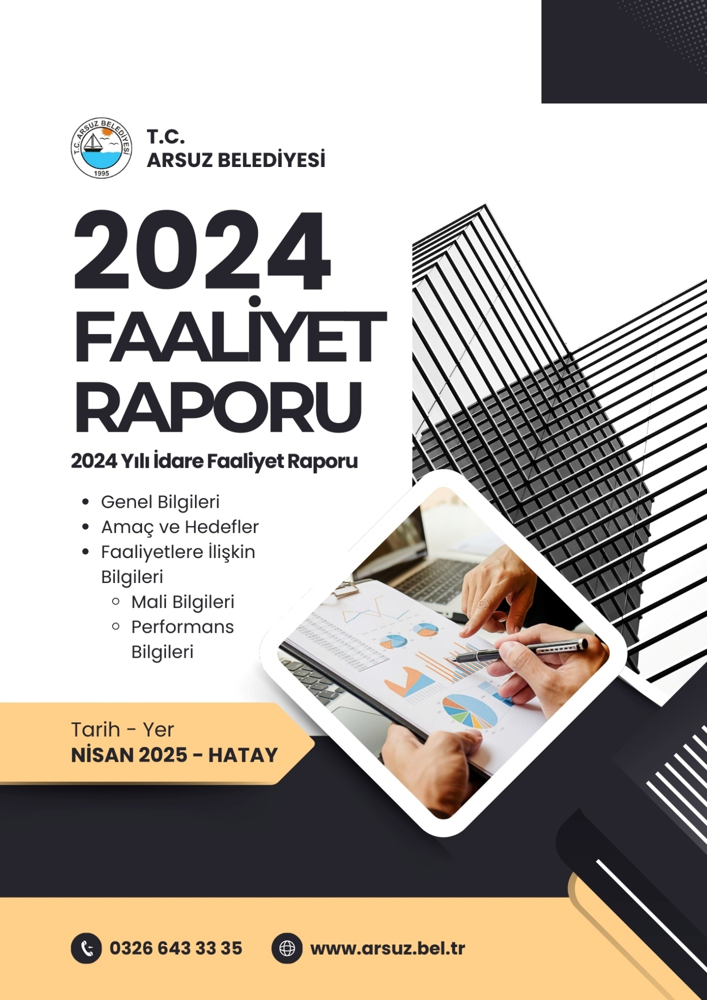 T.C. ARSUZ BELEDİYESİ
1995
T.C.
ARSUZ BELEDİYESİ
2024
FAALİYET
RAPORU
2024 Yılı İdare Faaliyet Raporu
• Genel Bilgileri
• Amaç ve Hedefler
• Faaliyetlere İlişkin
Bilgileri
◦ Mali Bilgileri
◦ Performans
Bilgileri
Tarih - Yer
NİSAN 2025 - HATAY
0326 643 33 35
www.arsuz.bel.tr